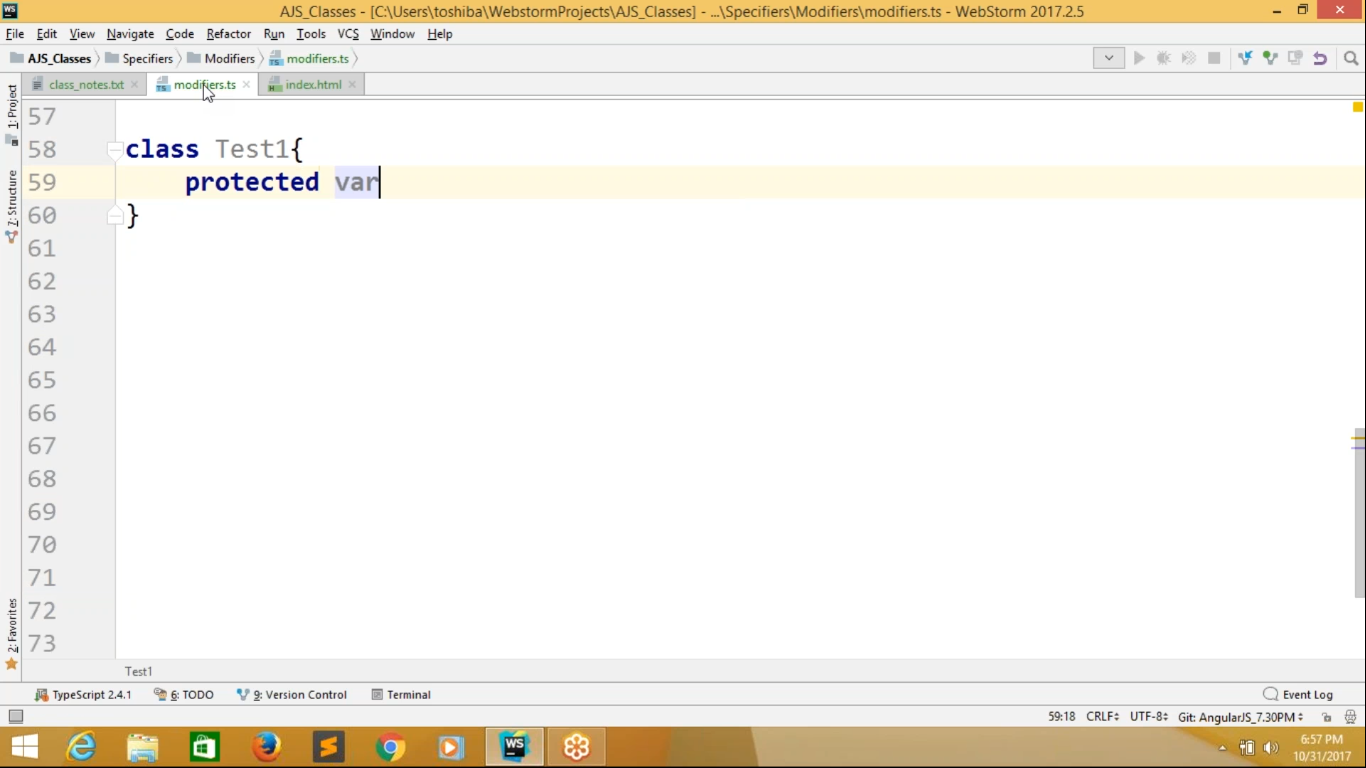 WS AJS_Classes - [C:\Users\toshiba\WebstormProjects\AJS_Classes] - ...\Specifiers\Modifiers\modifiers.ts - WebStorm 2017.2.5
File Edit View Navigate Code Refactor Run Tools VCS Window Help
AJS_Classes Specifiers Modifiers modifiers.ts
class_notes.txt modifiers.ts index.html
1: Project
Z: Structure
2: Favorites
57
58 class Test1{
59 protected var
60 }
61
62
63
64
65
66
67
68
69
70
71
72
73
Test1
TypeScript 2.4.1 6: TODO 9: Version Control Terminal Event Log
59:18 CRLF UTF-8 Git: AngularJS_7.30PM
WS 6:57 PM
10/31/2017